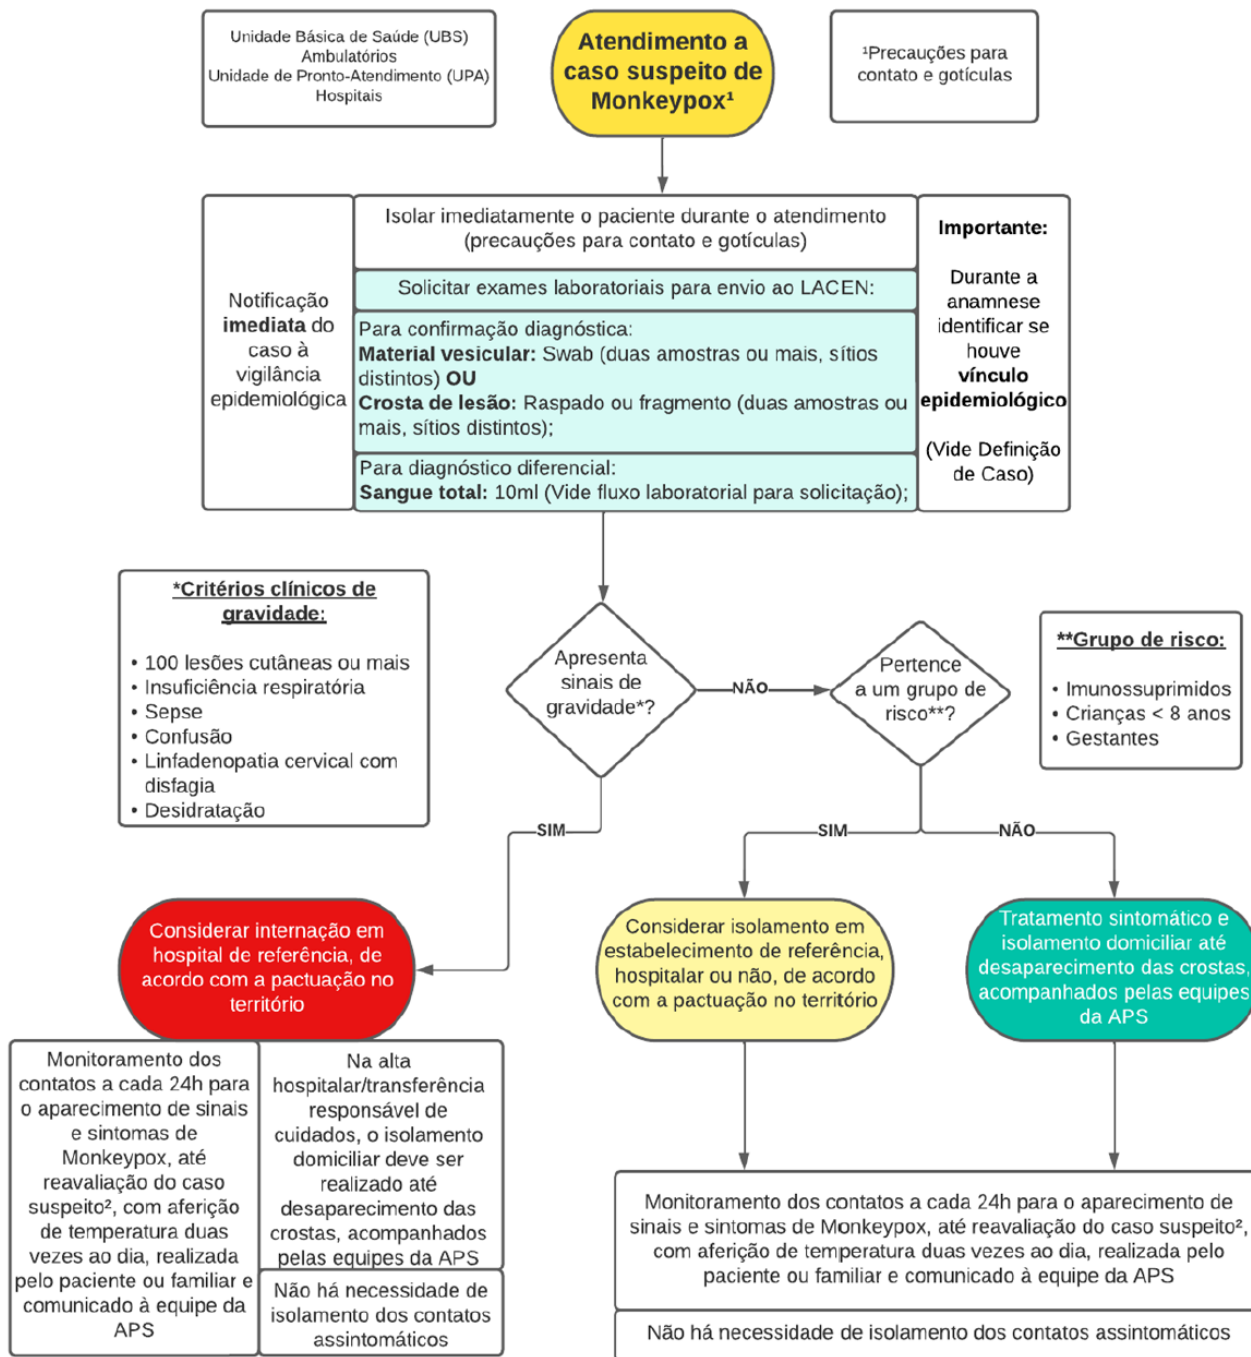 Unidade Básica de Saúde (UBS)
Ambulatórios
Unidade de Pronto-Atendimento (UPA)
Hospitais
Atendimento a
caso suspeito de
Monkeypox¹
¹Precauções para
contato e gotículas
Notificação
imediata do
caso à
vigilância
epidemiológica
Isolar imediatamente o paciente durante o atendimento
(precauções para contato e gotículas)
Solicitar exames laboratoriais para envio ao LACEN:
Para confirmação diagnóstica:
Material vesicular: Swab (duas amostras ou mais, sítios
distintos) OU
Crosta de lesão: Raspado ou fragmento (duas amostras ou
mais, sítios distintos);
Para diagnóstico diferencial:
Sangue total: 10ml (Vide fluxo laboratorial para solicitação);
Importante:
Durante a
anamnese
identificar se
houve
vínculo
epidemiológico
(Vide Definição
de Caso)
*Critérios clínicos de
gravidade:
• 100 lesões cutâneas ou mais
• Insuficiência respiratória
• Sepse
• Confusão
• Linfadenopatia cervical com
disfagia
• Desidratação
Apresenta
sinais de
gravidade*?
NÃO
Pertence
a um grupo de
risco**?
**Grupo de risco:
• Imunossuprimidos
• Crianças < 8 anos
• Gestantes
SIM
SIM
NÃO
Considerar internação em
hospital de referência, de
acordo com a pactuação no
território
Considerar isolamento em
estabelecimento de referência,
hospitalar ou não, de acordo
com a pactuação no território
Tratamento sintomático e
isolamento domiciliar até
desaparecimento das crostas,
acompanhados pelas equipes
da APS
Monitoramento dos
contatos a cada 24h para
o aparecimento de sinais
e sintomas de
Monkeypox, até
reavaliação do caso
suspeito², com aferição
de temperatura duas
vezes ao dia, realizada
pelo paciente ou familiar e
comunicado à equipe da
APS
Na alta
hospitalar/transferência
responsável de
cuidados, o isolamento
domiciliar deve ser
realizado até
desaparecimento das
crostas, acompanhados
pelas equipes da APS
Não há necessidade de
isolamento dos contatos
assintomáticos
Monitoramento dos contatos a cada 24h para o aparecimento de
sinais e sintomas de Monkeypox, até reavaliação do caso suspeito²,
com aferição de temperatura duas vezes ao dia, realizada pelo
paciente ou familiar e comunicado à equipe da APS
Não há necessidade de isolamento dos contatos assintomáticos